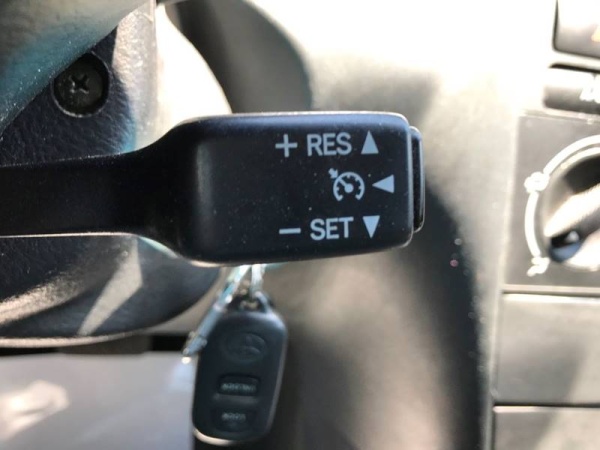 + RES ▲
◀
− SET ▼